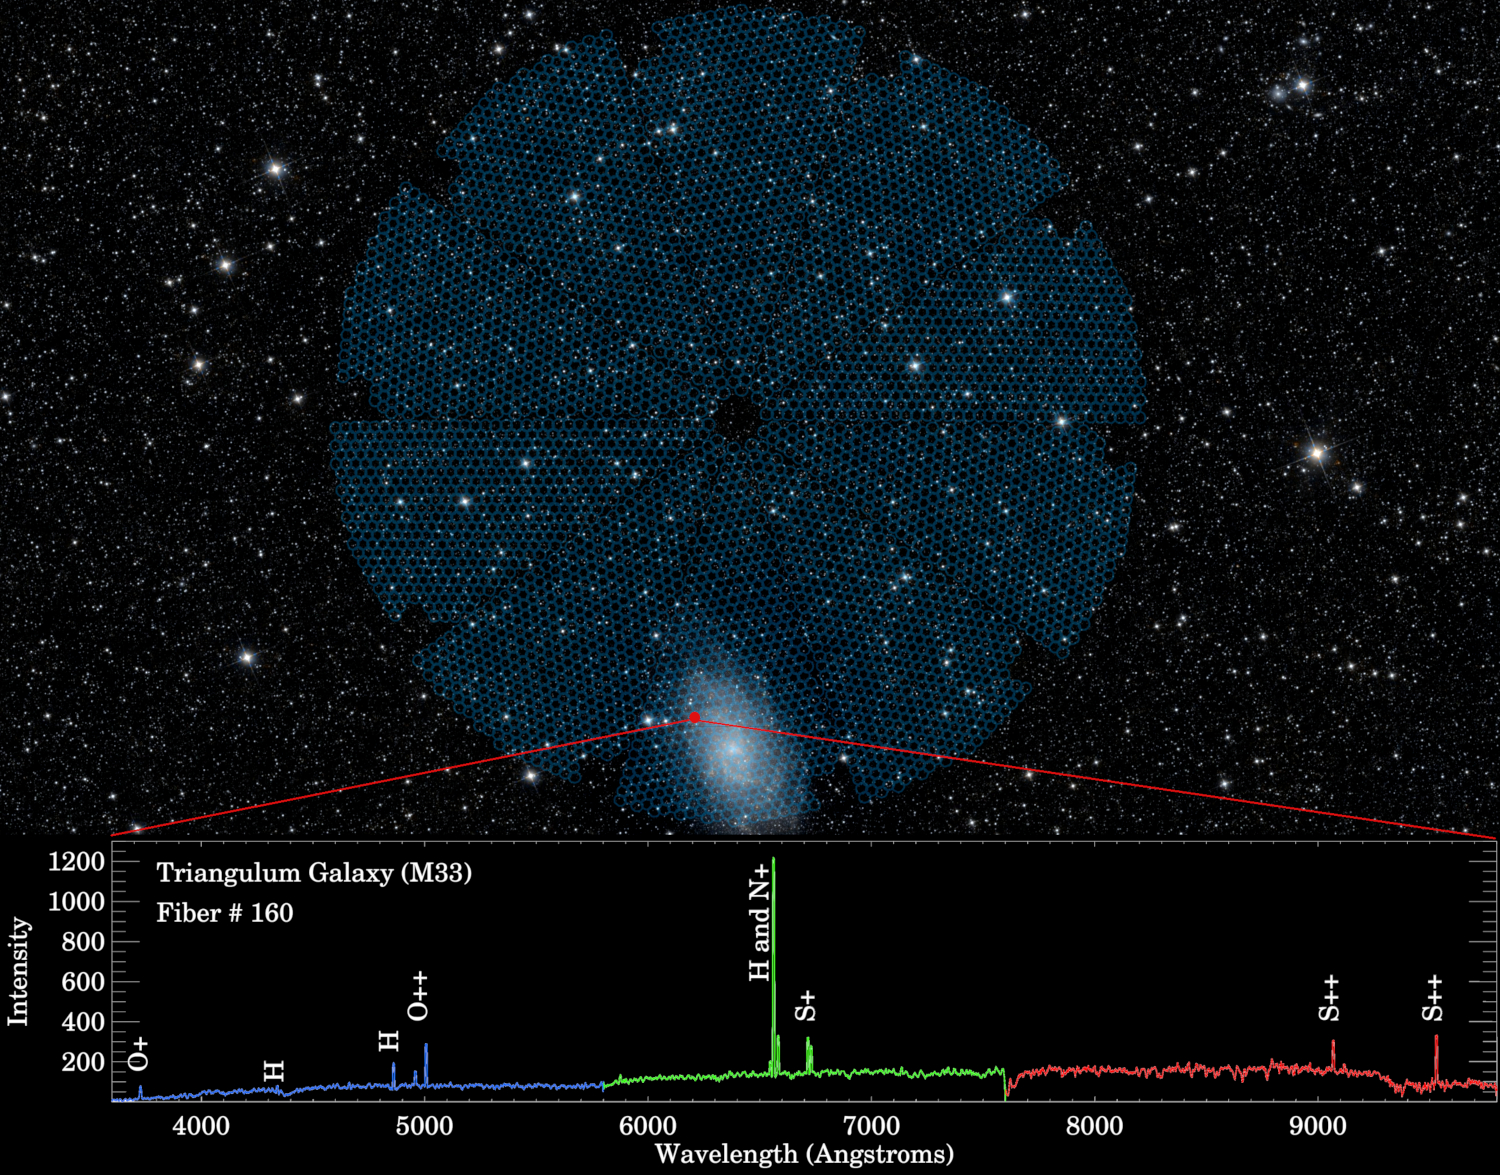 Triangulum Galaxy (M33)
Fiber # 160
Intensity
1200
1000
800
600
400
200
O+
H
H
O++
H and N+
S+
S++
S++
4000 5000 6000 7000 8000 9000
Wavelength (Angstroms)